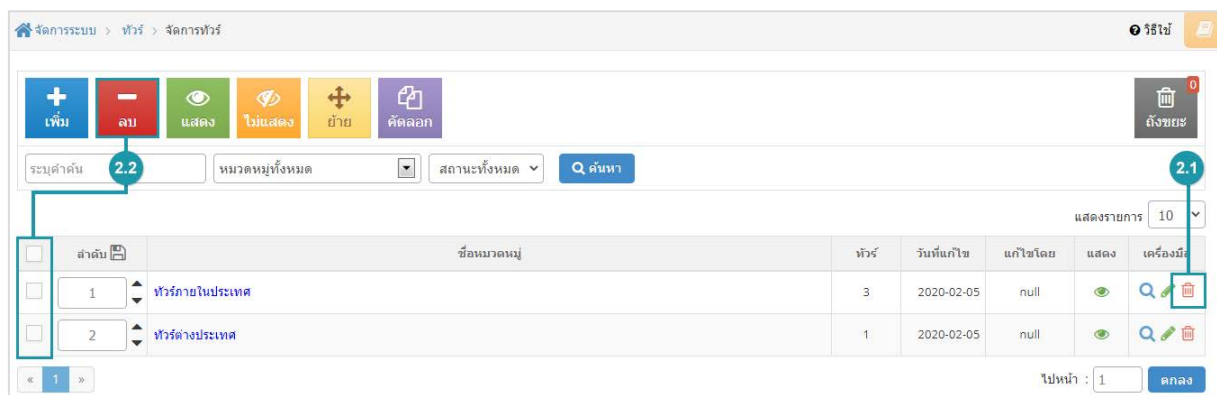 จัดการระบบ > ทัวร์ > จัดการทัวร์ วิธีใช้
เพิ่ม ลบ แสดง ไม่แสดง ย้าย คัดลอก 0 ถังขยะ
ระบุคำค้น 2.2 หมวดหมู่ทั้งหมด สถานะทั้งหมด ค้นหา 2.1
แสดงรายการ 10
ลำดับ ชื่อหมวดหมู่ ทัวร์ วันที่แก้ไข แก้ไขโดย แสดง เครื่องมือ
1 ทัวร์ภายในประเทศ 3 2020-02-05 null
2 ทัวร์ต่างประเทศ 1 2020-02-05 null
« 1 » ไปหน้า : 1 ตกลง